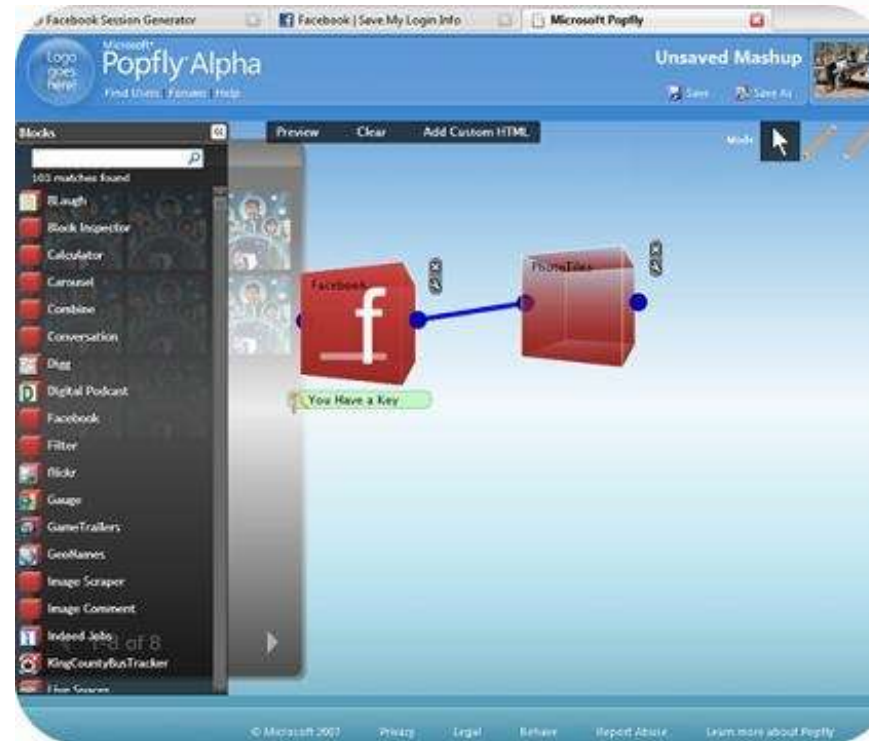 Facebook Session Generator
Facebook | Save My Login Info
Microsoft Popfly
Logo goes here!
Microsoft
Popfly Alpha
Find Users Forums Help
Unsaved Mashup
Save
Save As
Blocks
Preview Clear Add Custom HTML
Mode
103 matches found
8Laugh
Block Inspector
Calculator
Carousel
Combine
Conversation
Digg
Digital Podcast
Facebook
Filter
flickr
Gauge
GameTrailers
GeoNames
Image Scraper
Image Comment
Indeed Jobs
KingCountyBusTracker
Live Spaces
Facebook
f
PhotoTiles
You Have a Key
1-8 of 8
© Microsoft 2007 Privacy Legal Behave Report Abuse Learn more about Popfly